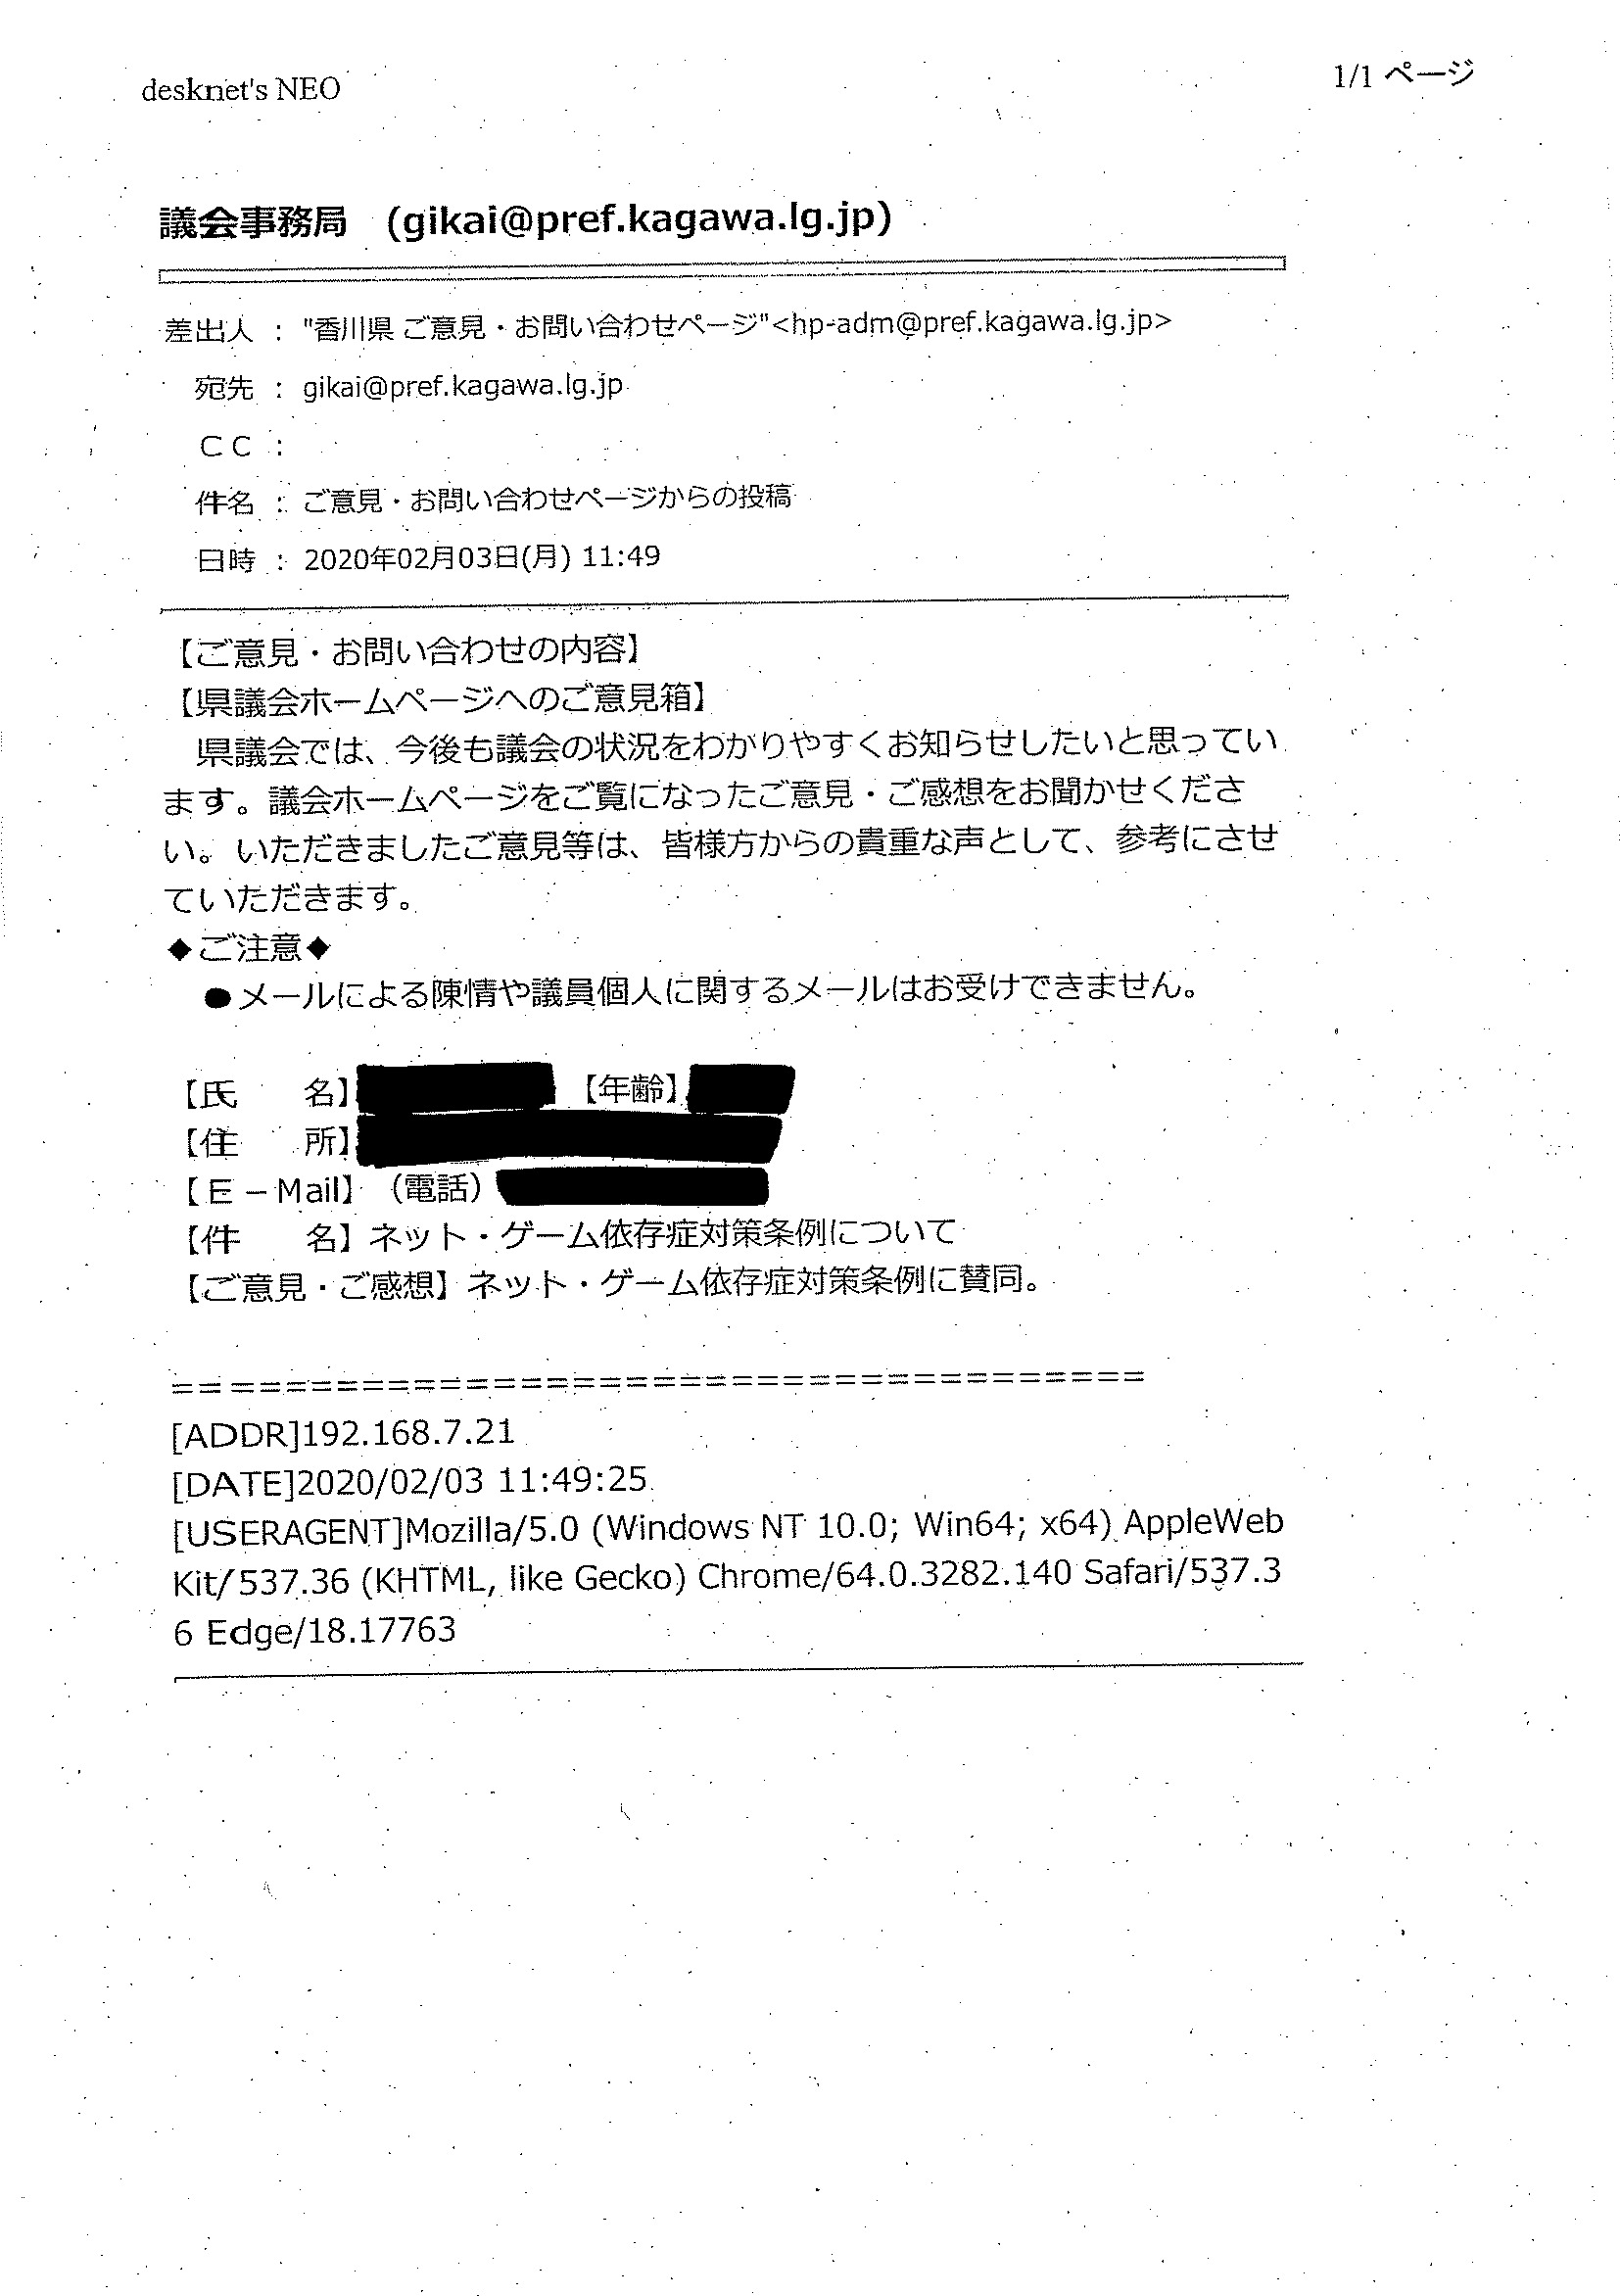 desknet's NEO
1/1 ページ
議会事務局 (gikai@pref.kagawa.lg.jp)
差出人 : "香川県 ご意見・お問い合わせページ"<hp-adm@pref.kagawa.lg.jp>
宛先 : gikai@pref.kagawa.lg.jp
ＣＣ :
件名 : ご意見・お問い合わせページからの投稿
日時 : 2020年02月03日(月) 11:49
【ご意見・お問い合わせの内容】
【県議会ホームページへのご意見箱】
　県議会では、今後も議会の状況をわかりやすくお知らせしたいと思ってい
ます。議会ホームページをご覧になったご意見・ご感想をお聞かせくださ
い。いただきましたご意見等は、皆様方からの貴重な声として、参考にさせ
ていただきます。
◆ご注意◆
　●メールによる陳情や議員個人に関するメールはお受けできません。
【氏　　名】 【年齢】
【住　　所】
【Ｅ－Mail】（電話）
【件　　名】ネット・ゲーム依存症対策条例について
【ご意見・ご感想】ネット・ゲーム依存症対策条例に賛同。
=====================================
[ADDR]192.168.7.21
[DATE]2020/02/03 11:49:25
[USERAGENT]Mozilla/5.0 (Windows NT 10.0; Win64; x64) AppleWeb
Kit/537.36 (KHTML, like Gecko) Chrome/64.0.3282.140 Safari/537.3
6 Edge/18.17763